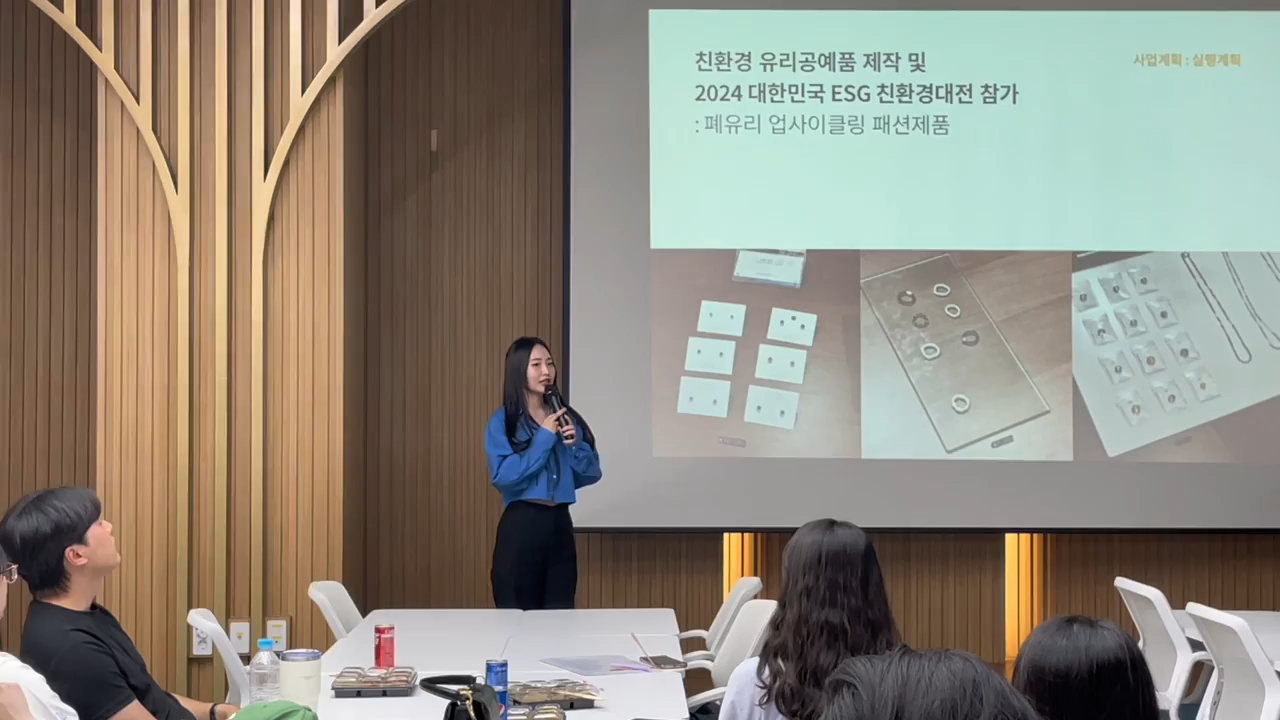 친환경 유리공예품 제작 및
2024 대한민국 ESG 친환경대전 참가
: 폐유리 업사이클링 패션제품
사업계획 : 실행계획